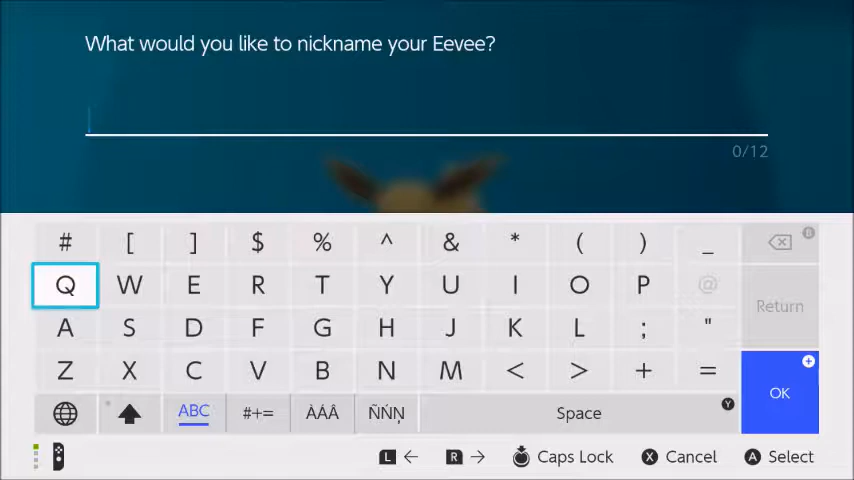 What would you like to nickname your Eevee?
0/12
# [ ] $ % ^ & * ( ) _ B
Q W E R T Y U I O P @ Return
A S D F G H J K L ; "
Z X C V B N M < > + = OK +
ABC #+= ÀÁÂ ÑŃŅ Space Y
L ← R → Caps Lock X Cancel A Select